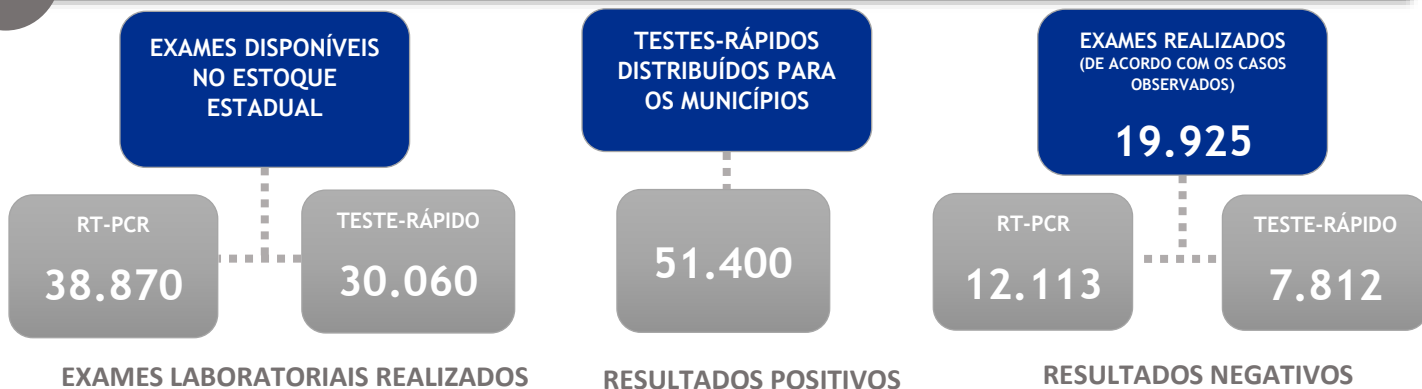 EXAMES DISPONÍVEIS
NO ESTOQUE
ESTADUAL
RT-PCR
38.870
TESTE-RÁPIDO
30.060
TESTES-RÁPIDOS
DISTRIBUÍDOS PARA
OS MUNICÍPIOS
51.400
EXAMES REALIZADOS
(DE ACORDO COM OS CASOS
OBSERVADOS)
19.925
RT-PCR
12.113
TESTE-RÁPIDO
7.812
EXAMES LABORATORIAIS REALIZADOS
RESULTADOS POSITIVOS
RESULTADOS NEGATIVOS